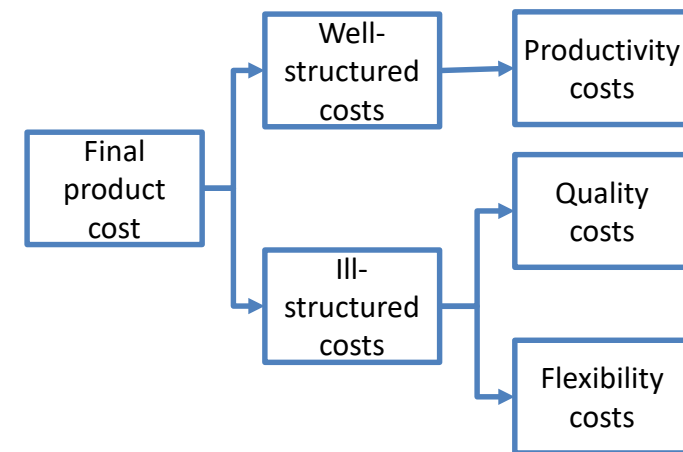 Final
product
cost
Well-
structured
costs
Ill-
structured
costs
Productivity
costs
Quality
costs
Flexibility
costs